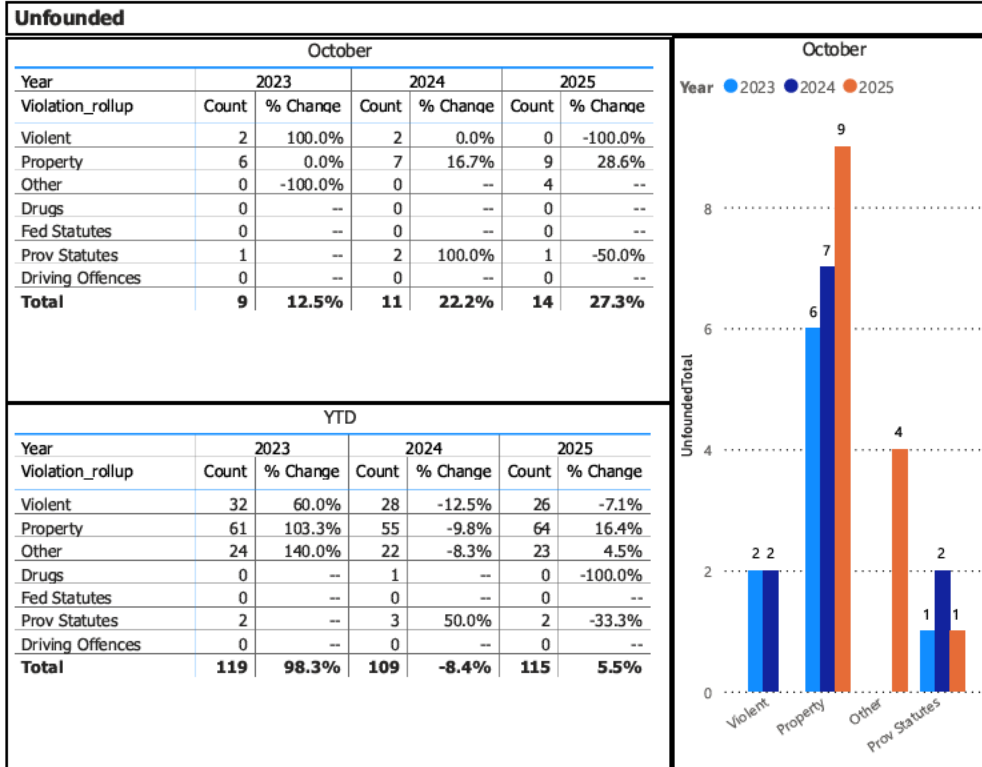 Unfounded
October
Year 2023 2024 2025
Violation_rollup Count % Change Count % Change Count % Change
Violent 2 100.0% 2 0.0% 0 -100.0%
Property 6 0.0% 7 16.7% 9 28.6%
Other 0 -100.0% 0 -- 4 --
Drugs 0 -- 0 -- 0 --
Fed Statutes 0 -- 0 -- 0 --
Prov Statutes 1 -- 2 100.0% 1 -50.0%
Driving Offences 0 -- 0 -- 0 --
Total 9 12.5% 11 22.2% 14 27.3%
YTD
Year 2023 2024 2025
Violation_rollup Count % Change Count % Change Count % Change
Violent 32 60.0% 28 -12.5% 26 -7.1%
Property 61 103.3% 55 -9.8% 64 16.4%
Other 24 140.0% 22 -8.3% 23 4.5%
Drugs 0 -- 1 -- 0 -100.0%
Fed Statutes 0 -- 0 -- 0 --
Prov Statutes 2 -- 3 50.0% 2 -33.3%
Driving Offences 0 -- 0 -- 0 --
Total 119 98.3% 109 -8.4% 115 5.5%
October
Year 2023 2024 2025
9
8
7
6 6
UnfoundedTotal
4 4
2 2 2 2
1 1
0
Violent Property Other Prov Statutes